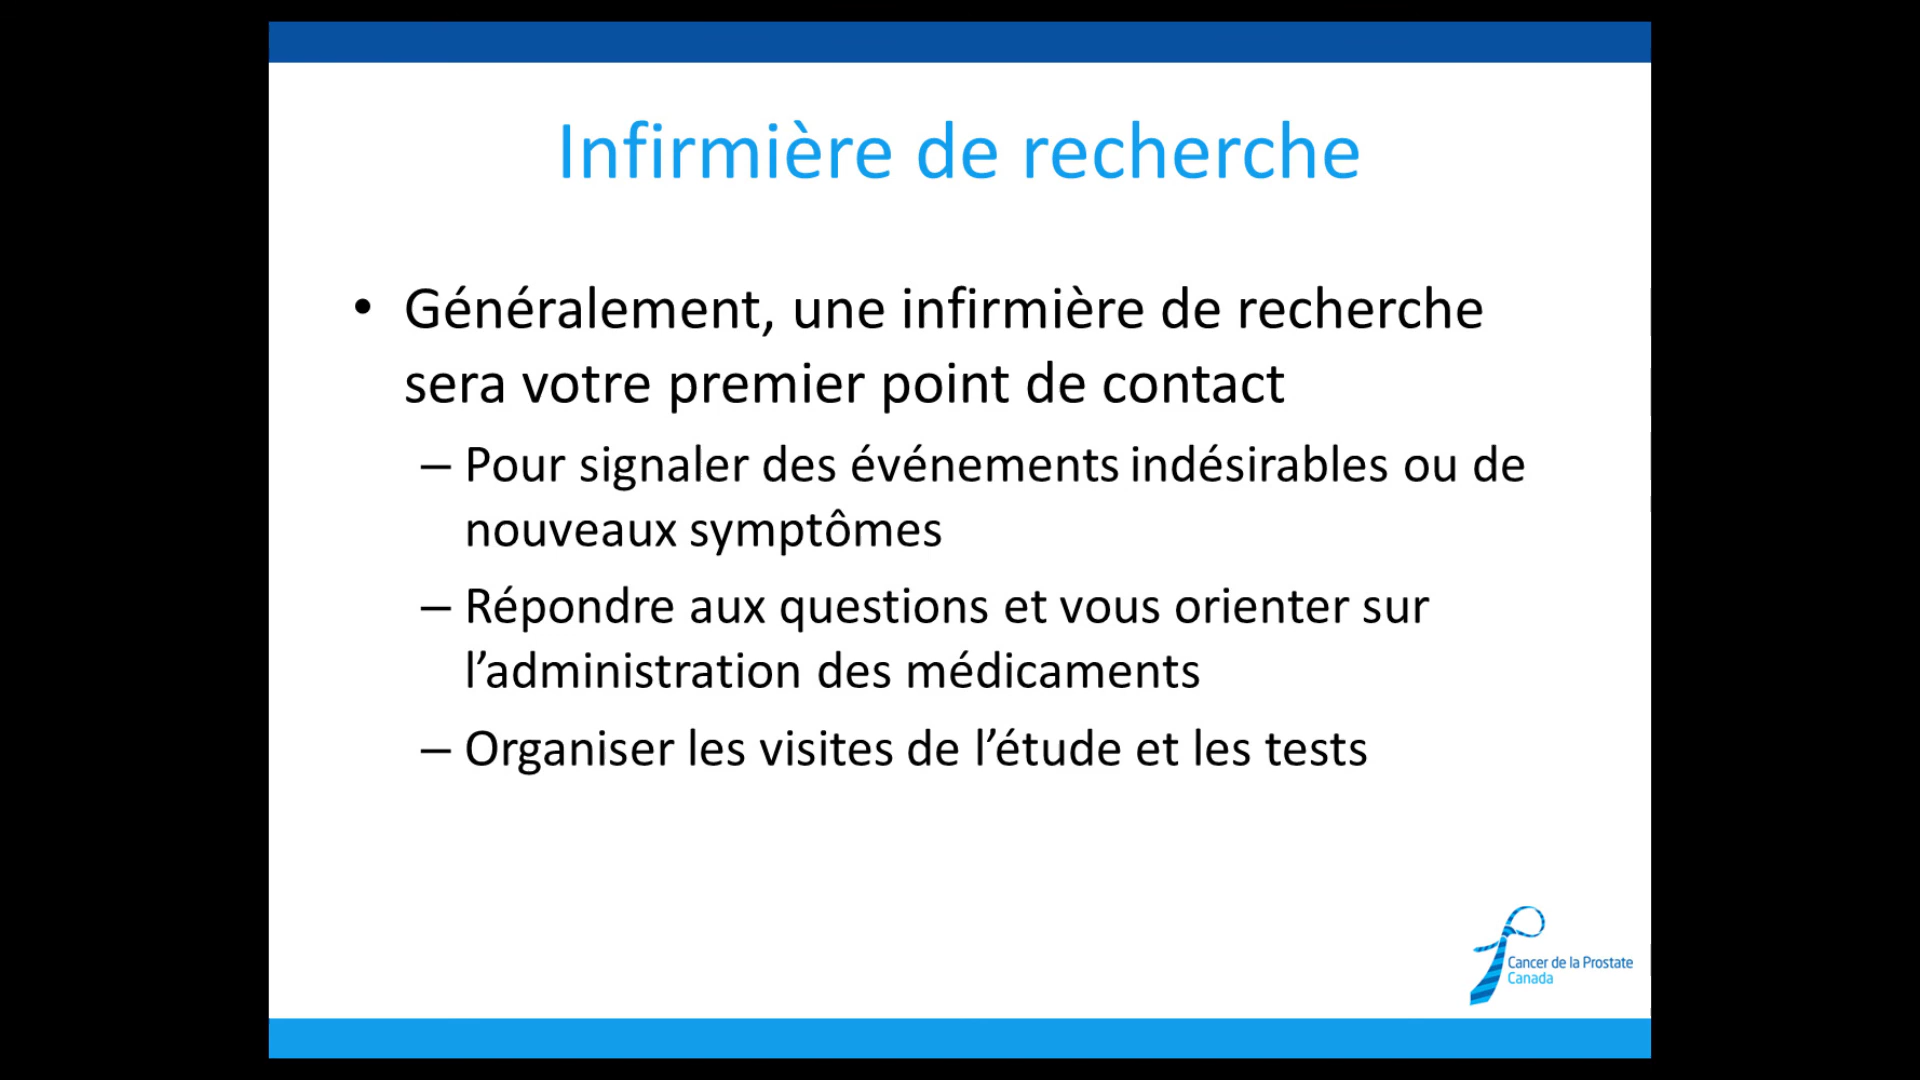 Infirmière de recherche
• Généralement, une infirmière de recherche
sera votre premier point de contact
– Pour signaler des événements indésirables ou de
nouveaux symptômes
– Répondre aux questions et vous orienter sur
l’administration des médicaments
– Organiser les visites de l’étude et les tests
Cancer de la Prostate
Canada